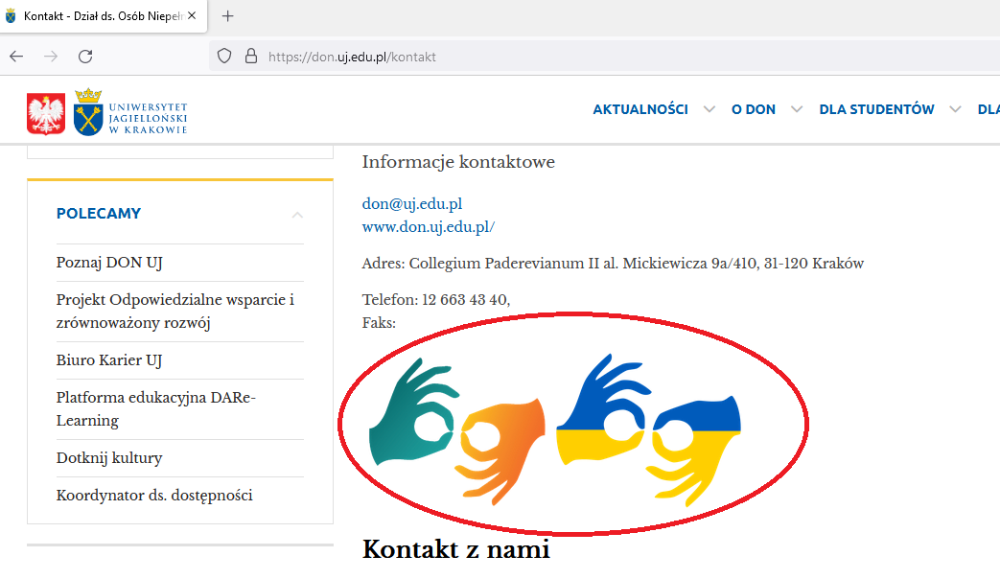 Kontakt - Dział ds. Osób Niepełn
https://don.uj.edu.pl/kontakt
UNIWERSYTET
JAGIELLOŃSKI
W KRAKOWIE
AKTUALNOŚCI
O DON
DLA STUDENTÓW
DLA
POLECAMY
Poznaj DON UJ
Projekt Odpowiedzialne wsparcie i
zrównoważony rozwój
Biuro Karier UJ
Platforma edukacyjna DARe-
Learning
Dotknij kultury
Koordynator ds. dostępności
Informacje kontaktowe
don@uj.edu.pl
www.don.uj.edu.pl/
Adres: Collegium Paderevianum II al. Mickiewicza 9a/410, 31-120 Kraków
Telefon: 12 663 43 40,
Faks:
Kontakt z nami